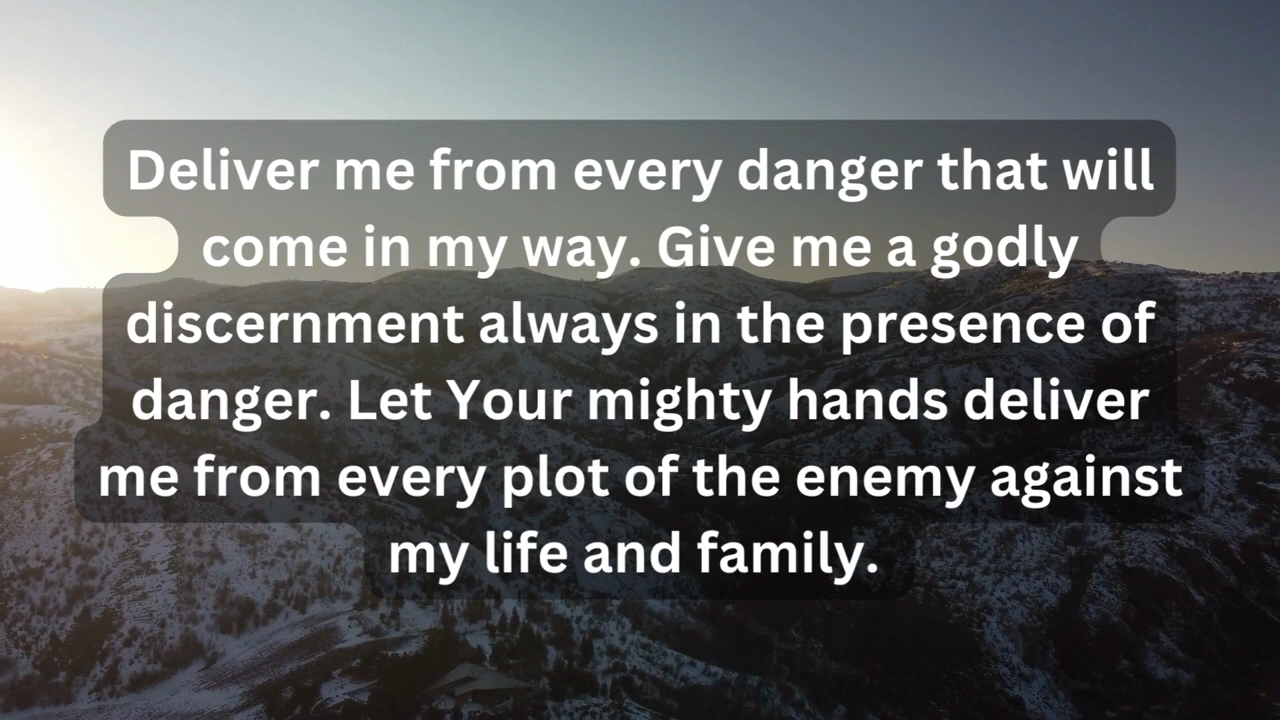 Deliver me from every danger that will
come in my way. Give me a godly
discernment always in the presence of
danger. Let Your mighty hands deliver
me from every plot of the enemy against
my life and family.